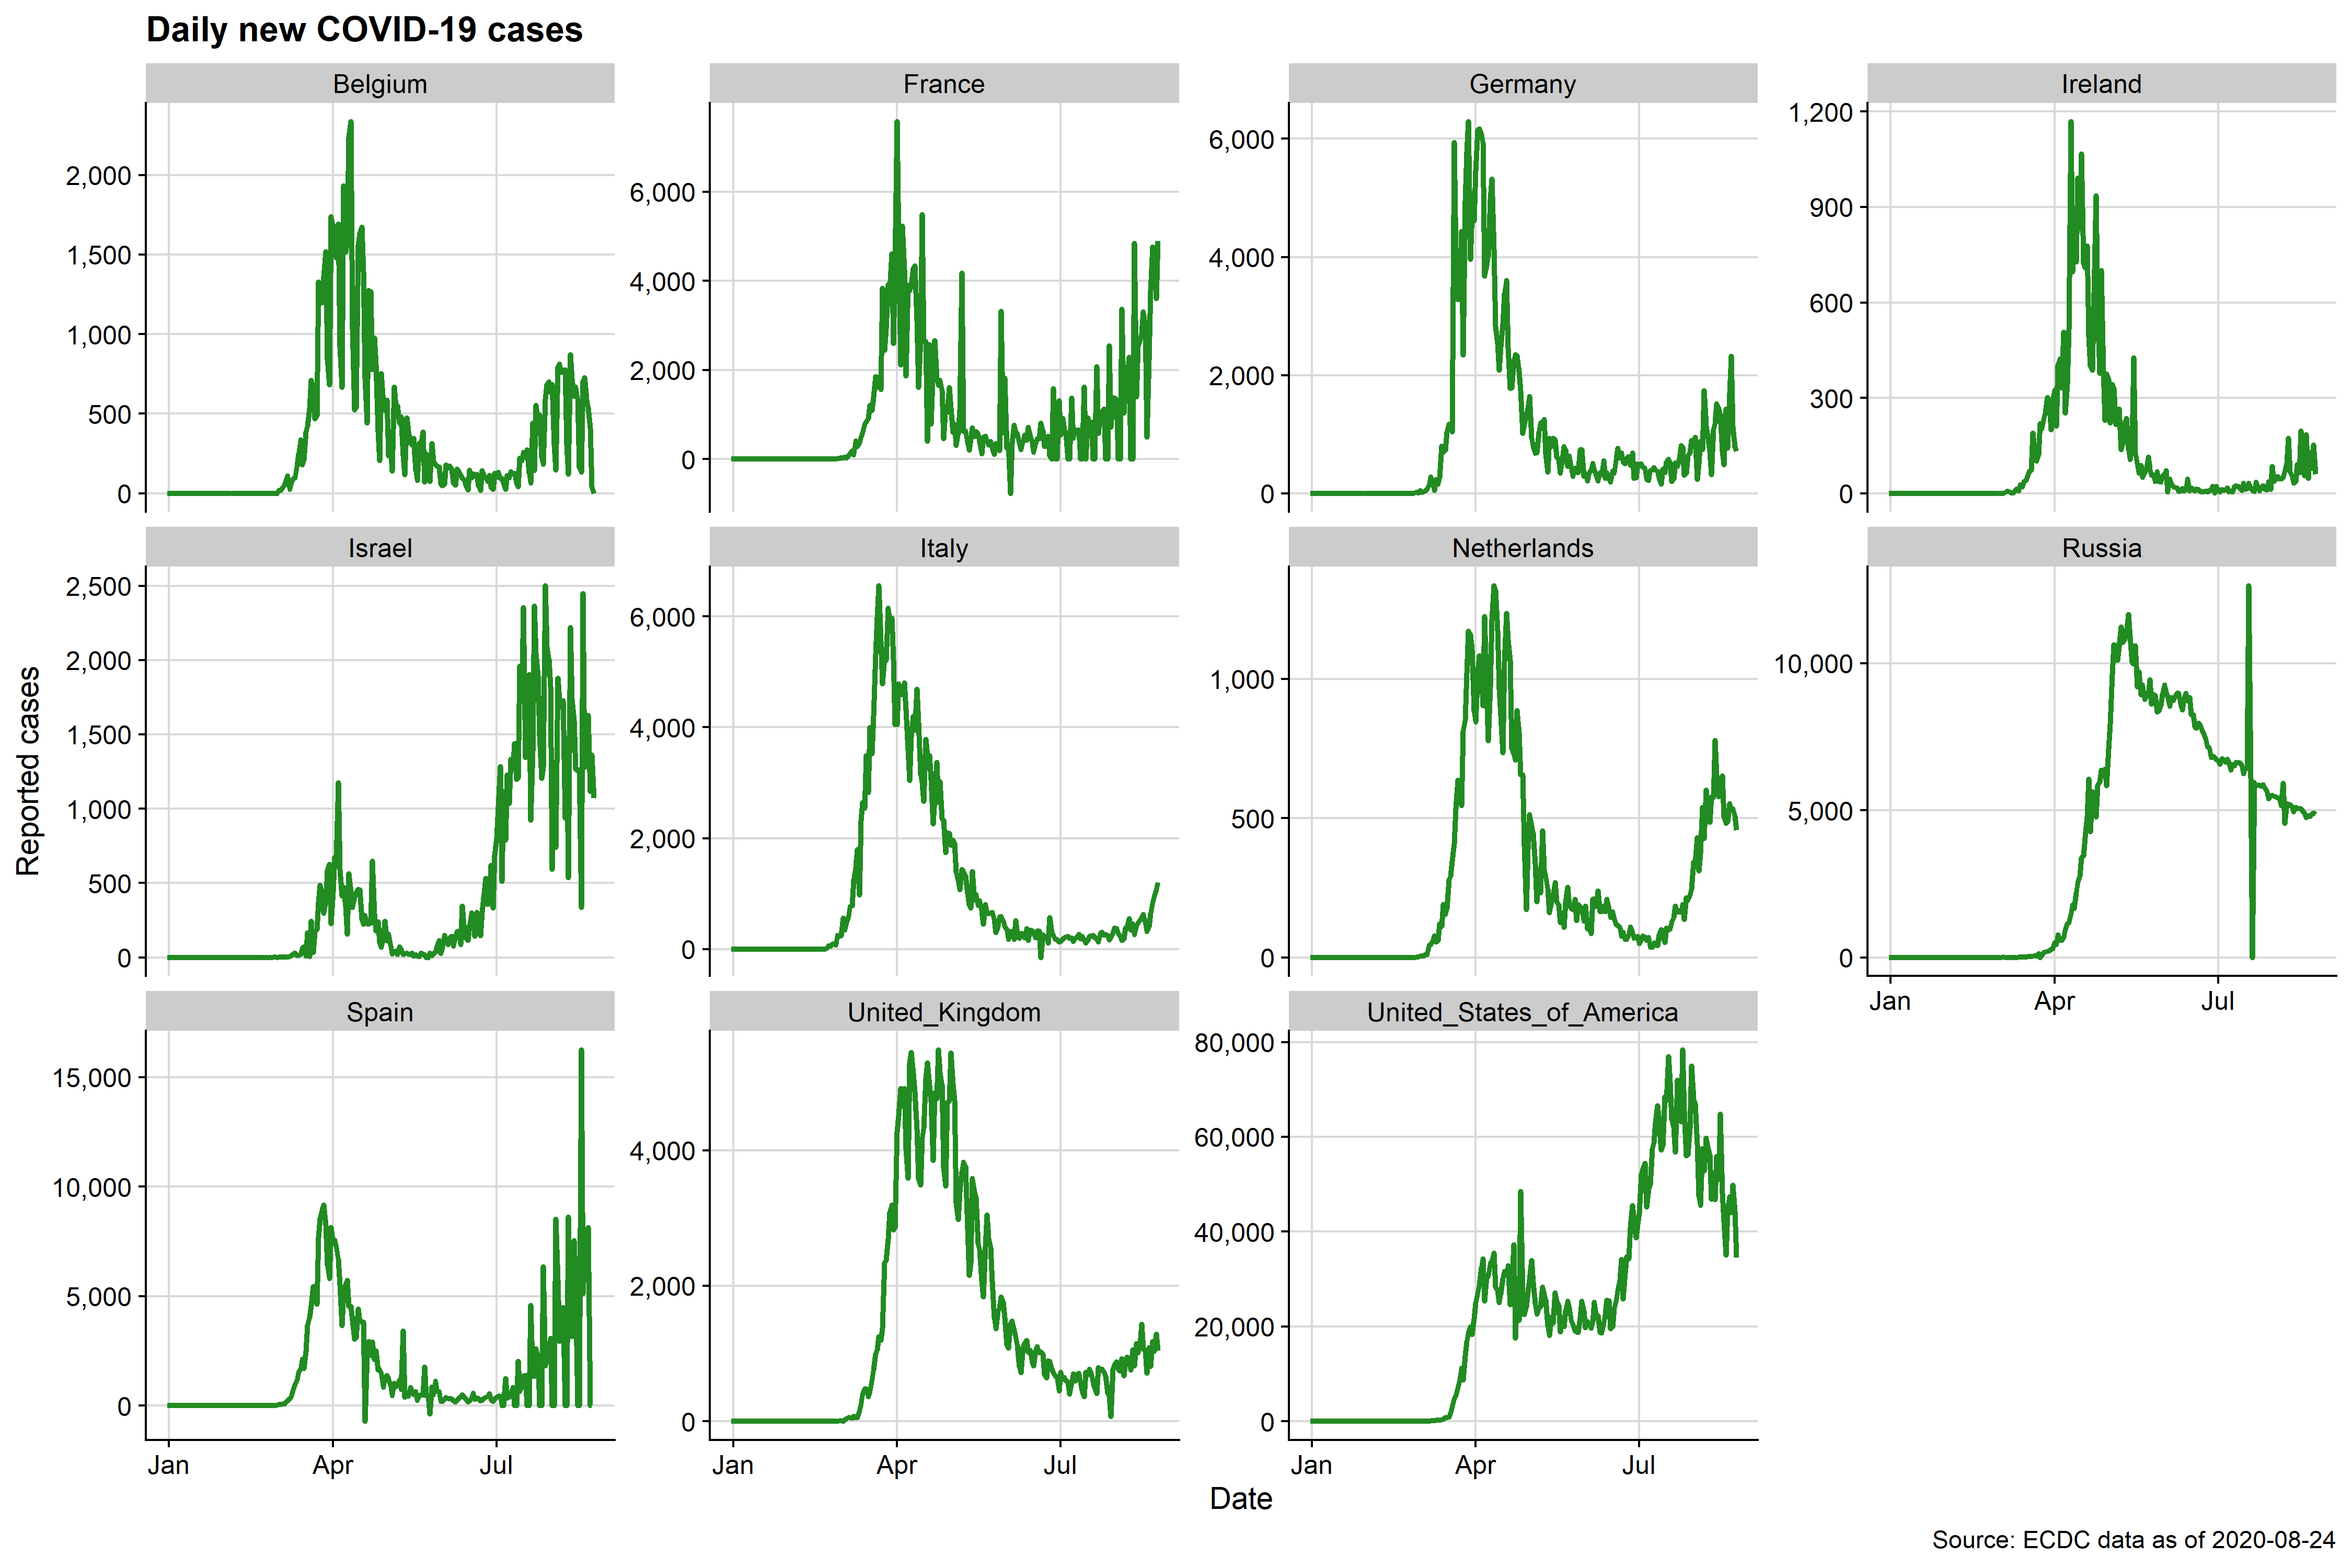 Daily new COVID-19 cases
Belgium
France
Germany
Ireland
2,000
1,500
1,000
500
0
6,000
4,000
2,000
0
6,000
4,000
2,000
0
1,200
900
600
300
0
Israel
Italy
Netherlands
Russia
2,500
2,000
1,500
1,000
500
0
6,000
4,000
2,000
0
1,000
500
0
10,000
5,000
0
Jan Apr Jul
Reported cases
Spain
United_Kingdom
United_States_of_America
15,000
10,000
5,000
0
4,000
2,000
0
80,000
60,000
40,000
20,000
0
Jan Apr Jul
Jan Apr Jul
Jan Apr Jul
Date
Source: ECDC data as of 2020-08-24